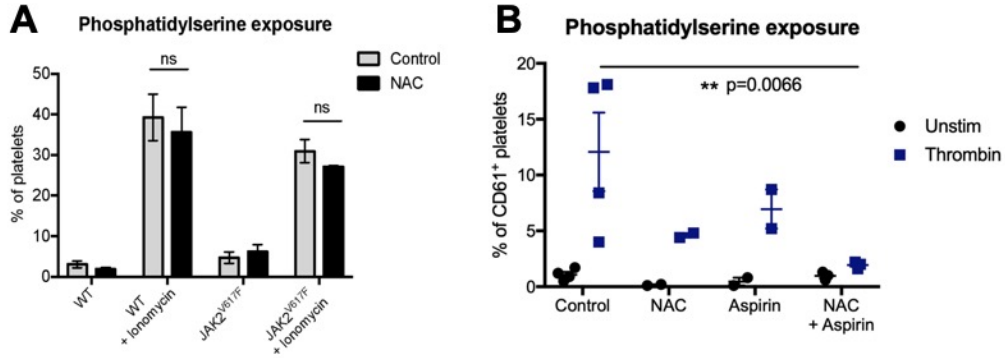 A
Phosphatidylserine exposure
Control
NAC
ns
ns
% of platelets
50
40
30
20
10
0
WT
WT
+ Ionomycin
JAK2V617F
JAK2V617F
+ Ionomycin
B
Phosphatidylserine exposure
** p=0.0066
Unstim
Thrombin
% of CD61+ platelets
20
15
10
5
0
Control
NAC
Aspirin
NAC
+ Aspirin